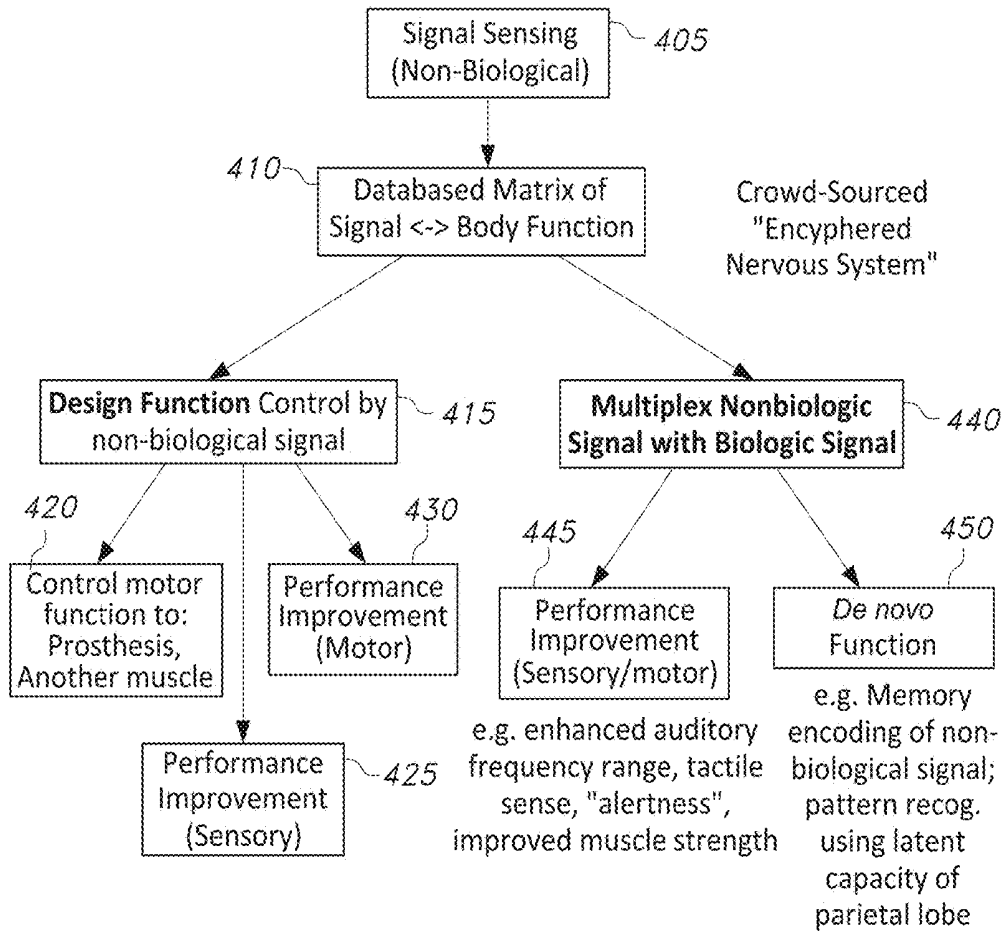 Signal Sensing
(Non-Biological)
405
410
Databased Matrix of
Signal <-> Body Function
Crowd-Sourced
"Encyphered
Nervous System"
Design Function Control by
non-biological signal
415
Multiplex Nonbiologic
Signal with Biologic Signal
440
420
Control motor
function to:
Prosthesis,
Another muscle
430
Performance
Improvement
(Motor)
Performance
Improvement
(Sensory)
425
445
Performance
Improvement
(Sensory/motor)
e.g. enhanced auditory
frequency range, tactile
sense, "alertness",
improved muscle strength
450
De novo
Function
e.g. Memory
encoding of non-
biological signal;
pattern recog.
using latent
capacity of
parietal lobe